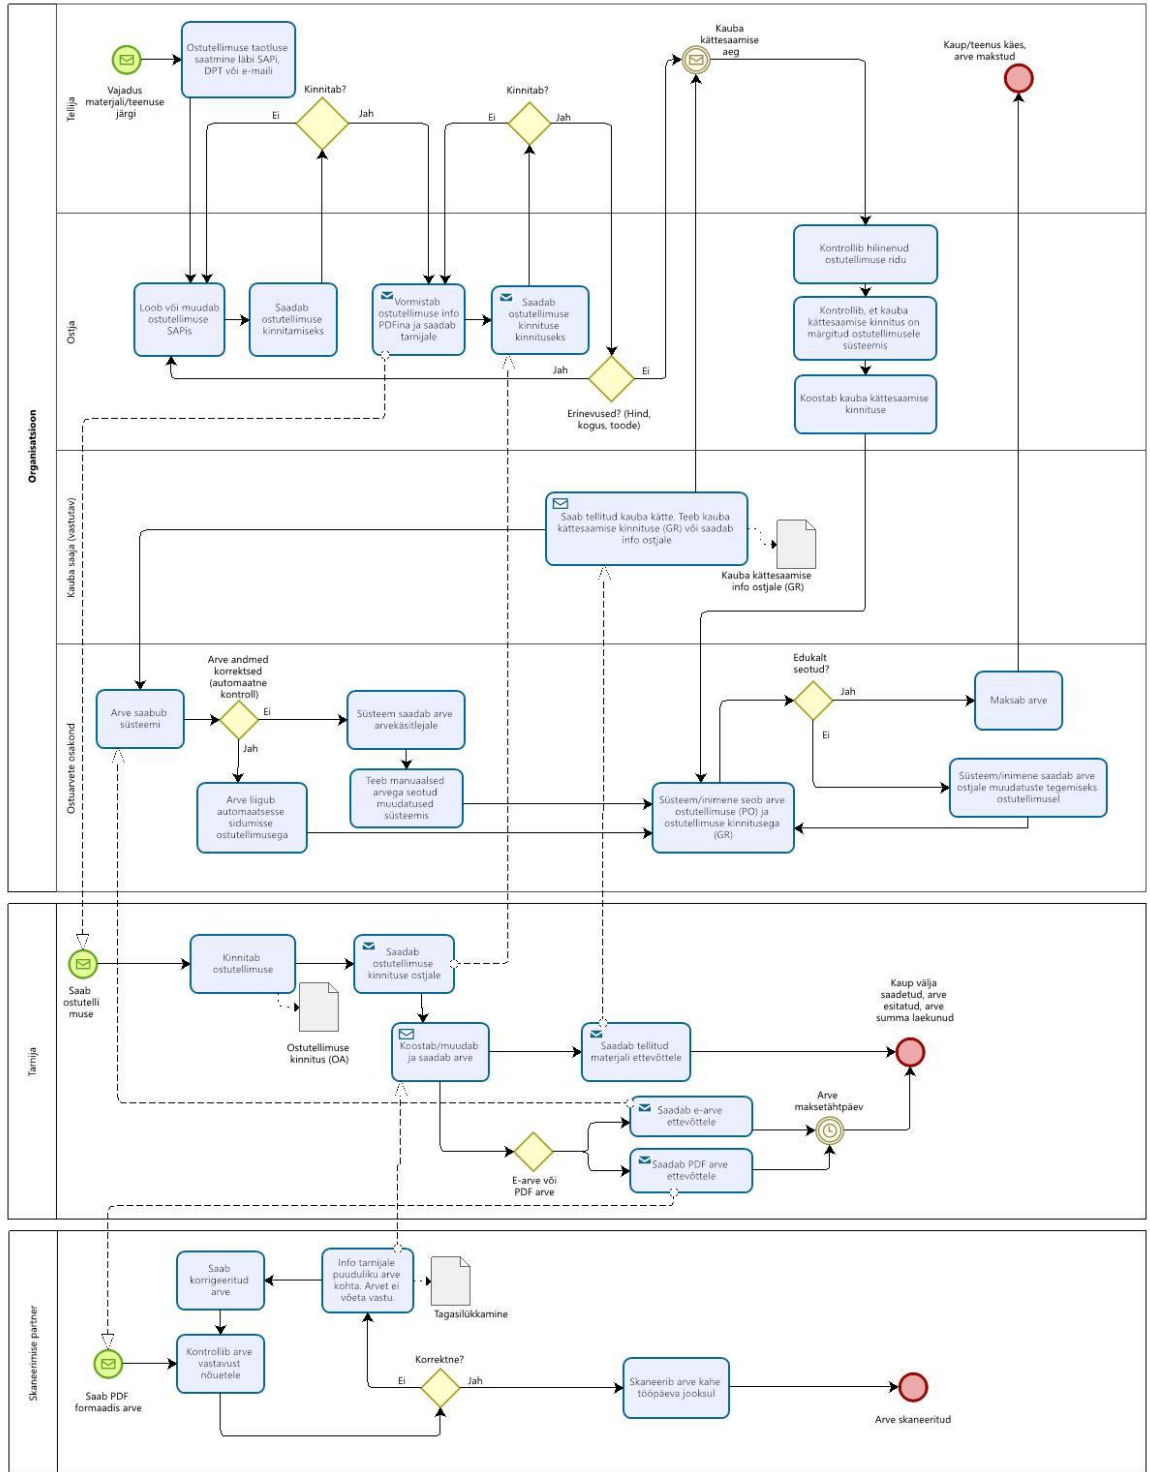 Organisatsioon
Tellija
Vajadus
materjali/teenuse
järgi
Ostutellimuse taotluse
saatmine läbi SAPi,
DPT või e-maili
Kinnitab?
Ei
Jah
Kinnitab?
Ei
Jah
Kauba
kättesaamise
aeg
Kaup/teenus käes,
arve makstud
Ostja
Loob või muudab
ostutellimuse
SAPis
Saadab
ostutellimuse
kinnitamiseks
Vormistab
ostutellimuse info
PDFina ja saadab
tarnijale
Saadab
ostutellimuse
kinnituse
kinnituseks
Jah
Ei
Erinevused? (Hind,
kogus, toode)
Kontrollib hilinenud
ostutellimuse ridu
Kontrollib, et kauba
kättesaamise kinnitus on
märgitud ostutellimusele
süsteemis
Koostab kauba kättesaamise
kinnituse
Kauba saaja (vastutav)
Saab tellitud kauba kätte. Teeb kauba
kättesaamise kinnituse (GR) või saadab
info ostjale
Kauba kättesaamise
info ostjale (GR)
Ostuarvete osakond
Arve saabub
süsteemi
Arve andmed
korrektsed
(automaatne
kontroll)
Ei
Jah
Süsteem saadab arve
arvekäsitlejale
Teeb manuaalsed
arvega seotud
muudatused
süsteemis
Arve liigub
automaatsesse
sidumisse
ostutellimusega
Süsteem/inimene seob arve
ostutellimuse (PO) ja
ostutellimuse kinnitusega
(GR)
Edukalt
seotud?
Jah
Ei
Maksab arve
Süsteem/inimene saadab arve
ostjale muudatuste tegemiseks
ostutellimusel
Tarnija
Saab
ostutelli
muse
Kinnitab
ostutellimuse
Ostutellimuse
kinnitus (OA)
Saadab
ostutellimuse
kinnituse ostjale
Koostab/muudab
ja saadab arve
Saadab tellitud
materjali ettevõttele
Kaup välja
saadetud, arve
esitatud, arve
summa laekunud
E-arve või
PDF arve
Saadab e-arve
ettevõttele
Saadab PDF arve
ettevõttele
Arve
maksetähtpäev
Skaneerimise partner
Saab PDF
formaadis arve
Saab
korrigeeritud
arve
Kontrollib arve
vastavust
nõuetele
Info tarnijale
puuduliku arve
kohta. Arvet ei
võeta vastu.
Tagasilükkamine
Korrektne?
Ei
Jah
Skaneerib arve kahe
tööpäeva jooksul
Arve skaneeritud